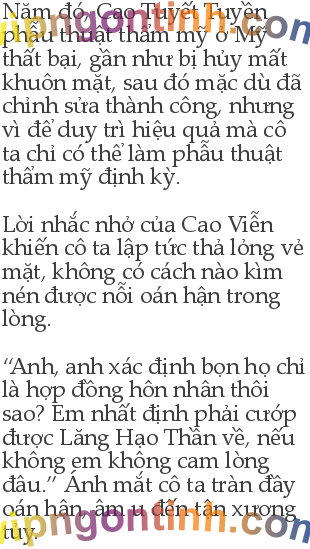 Năm đó, Cao Tuyết Tuyền
phẫu thuật thẩm mỹ ở Mỹ
thất bại, gần như bị hủy mất
khuôn mặt, sau đó mặc dù đã
chỉnh sửa thành công, nhưng
vì để duy trì hiệu quả mà cô
ta chỉ có thể làm phẫu thuật
thẩm mỹ định kỳ.
Lời nhắc nhở của Cao Viễn
khiến cô ta lập tức thả lỏng vẻ
mặt, không có cách nào kìm
nén được nỗi oán hận trong
lòng.
“Anh, anh xác định bọn họ chỉ
là hợp đồng hôn nhân thôi
sao? Em nhất định phải cướp
được Lăng Hạo Thần về, nếu
không em không cam lòng
đâu.” Ánh mắt cô ta tràn đầy
oán hận, âm u đến tận xương
tủy.